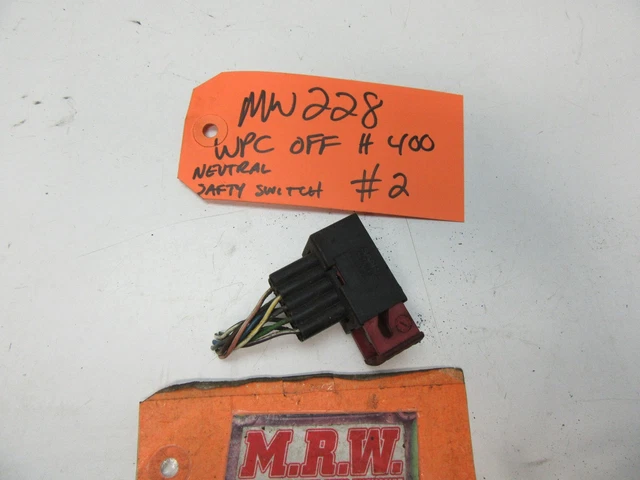 MW228
WPC OFF # 400
NEUTRAL
SAFTY SWITCH #2
M.R.W.